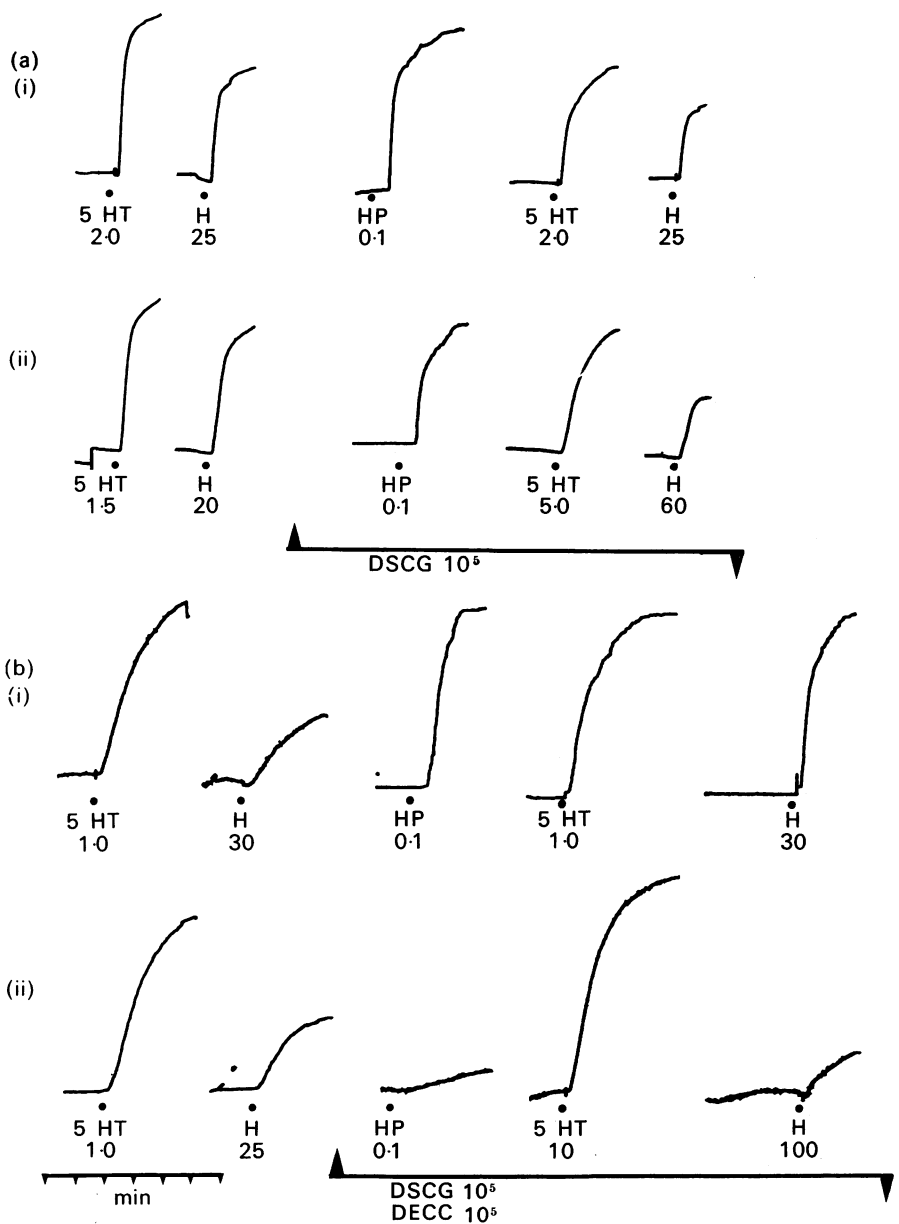 (a)
(i)
5 HT H HP 5 HT H
2·0 25 0·1 2·0 25
(ii)
5 HT H HP 5 HT H
1·5 20 0·1 5·0 60
DSCG 10⁵
(b)
(i)
5 HT H HP 5 HT H
1·0 30 0·1 1·0 30
(ii)
5 HT H HP 5 HT H
1·0 25 0·1 10 100
min
DSCG 10⁵
DECC 10⁵